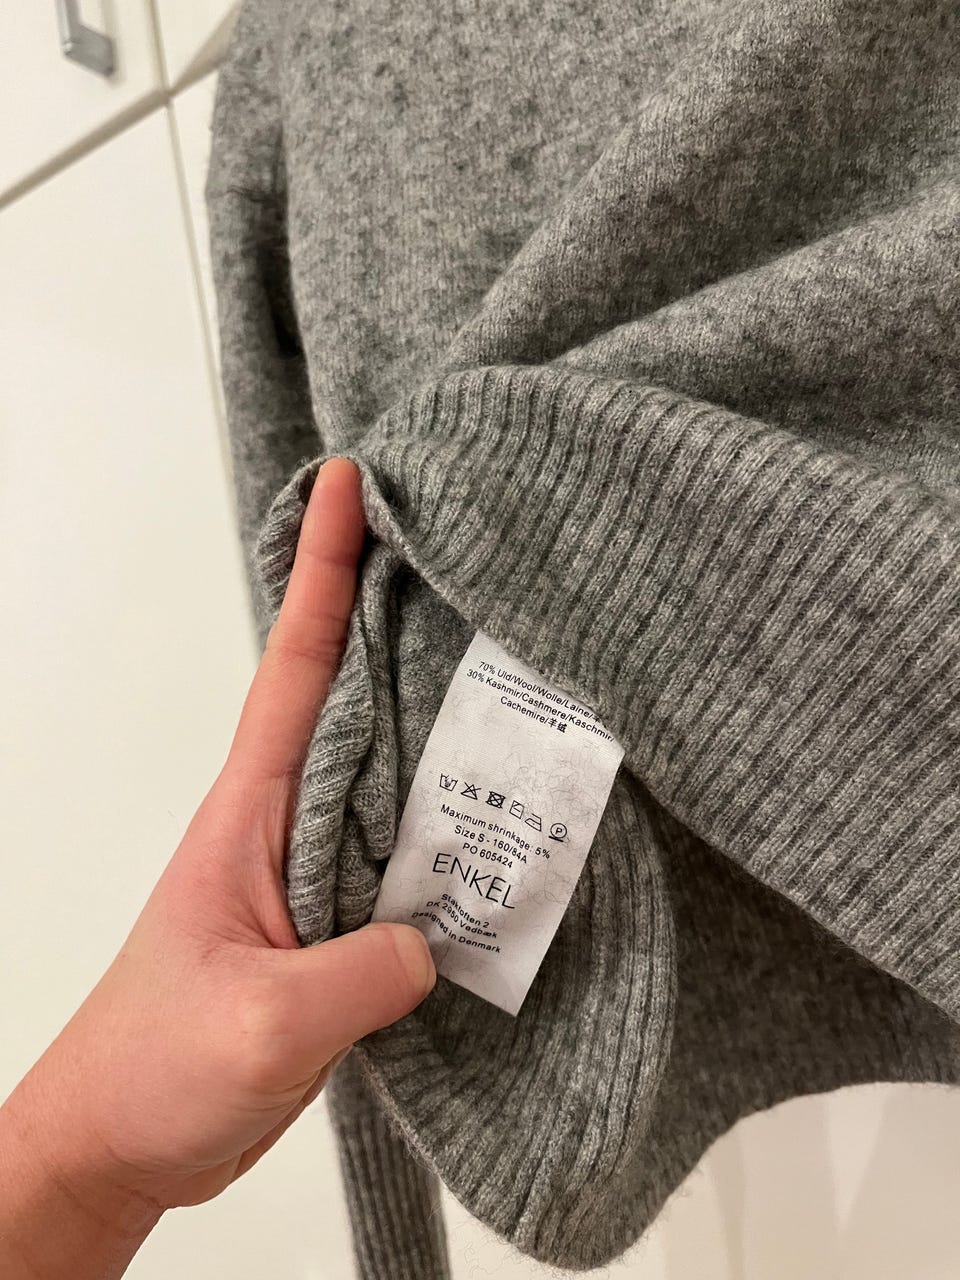 70% Uld/Wool/Wolle/Laine/
30% Kashmir/Cashmere/Kaschmir/
Cachemire/羊绒
P
Maximum shrinkage: 5%
Size S - 160/84A
PO 605424
ENKEL
Stakloften 2
DK 2950 Vedbæk
Designed in Denmark